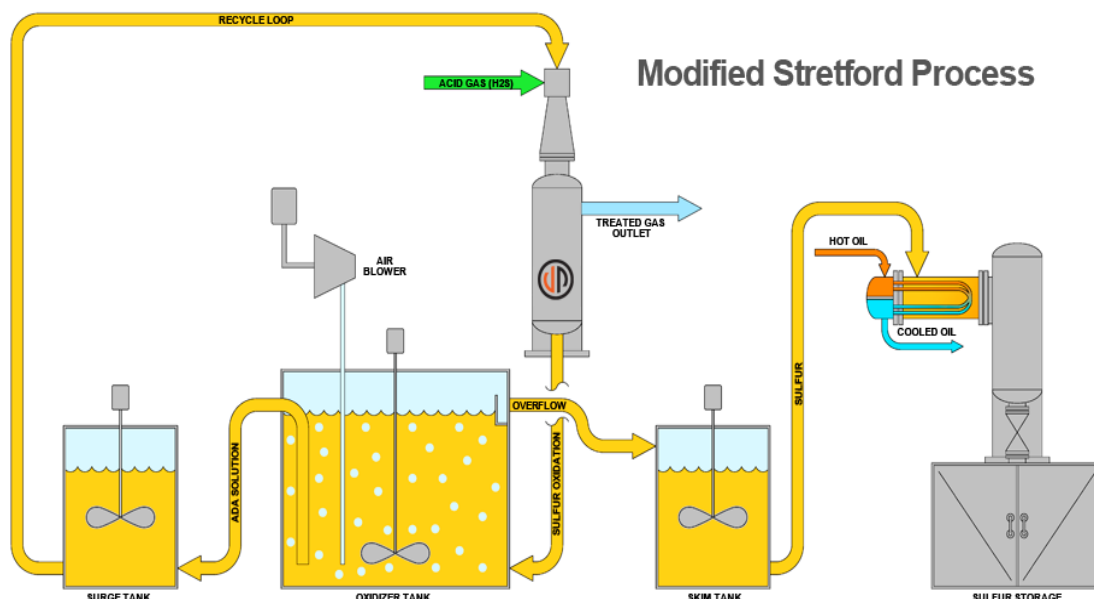 RECYCLE LOOP
Modified Stretford Process
ACID GAS (H2S)
TREATED GAS
OUTLET
AIR
BLOWER
HOT OIL
COOLED OIL
SULFUR
OVERFLOW
ADA SOLUTION
SULFUR OXIDATION
SURGE TANK
OXIDIZER TANK
SKIM TANK
SULFUR STORAGE